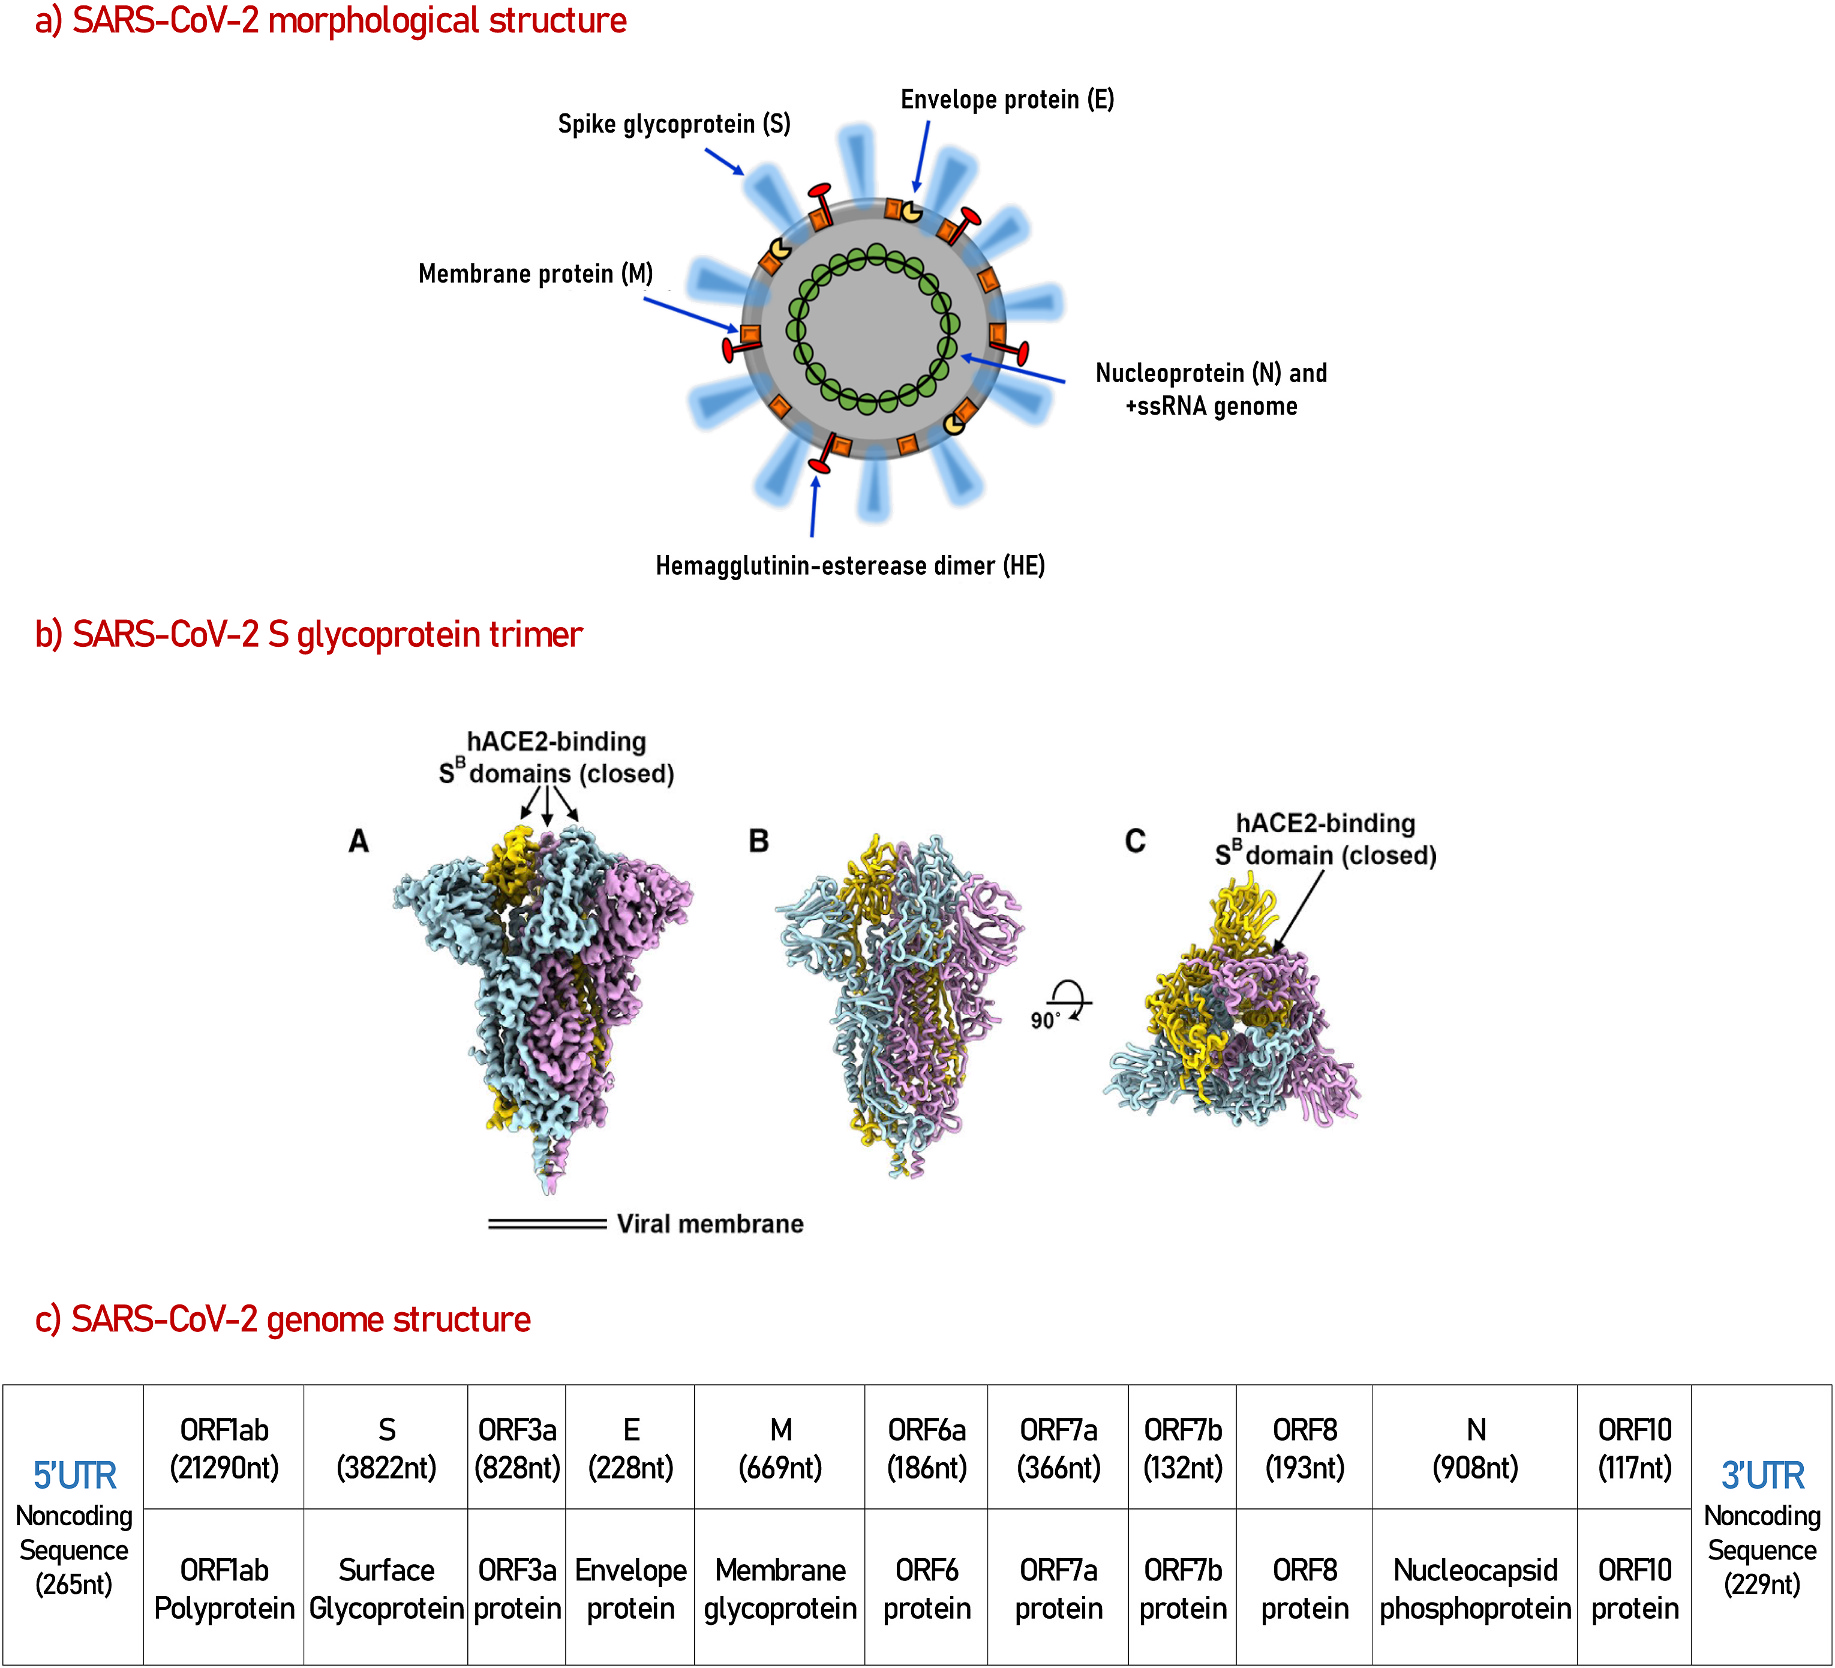 a) SARS-CoV-2 morphological structure
Envelope protein (E)
Spike glycoprotein (S)
Membrane protein (M)
Nucleoprotein (N) and
+ssRNA genome
Hemagglutinin-esterease dimer (HE)
b) SARS-CoV-2 S glycoprotein trimer
hACE2-binding
S^B domains (closed)
A
B
C
hACE2-binding
S^B domain (closed)
90°
Viral membrane
c) SARS-CoV-2 genome structure
5'UTR
Noncoding
Sequence
(265nt)
ORF1ab
(21290nt)
S
(3822nt)
ORF3a
(828nt)
E
(228nt)
M
(669nt)
ORF6a
(186nt)
ORF7a
(366nt)
ORF7b
(132nt)
ORF8
(193nt)
N
(908nt)
ORF10
(117nt)
ORF1ab
Polyprotein
Surface
Glycoprotein
ORF3a
protein
Envelope
protein
Membrane
glycoprotein
ORF6
protein
ORF7a
protein
ORF7b
protein
ORF8
protein
Nucleocapsid
phosphoprotein
ORF10
protein
3'UTR
Noncoding
Sequence
(229nt)